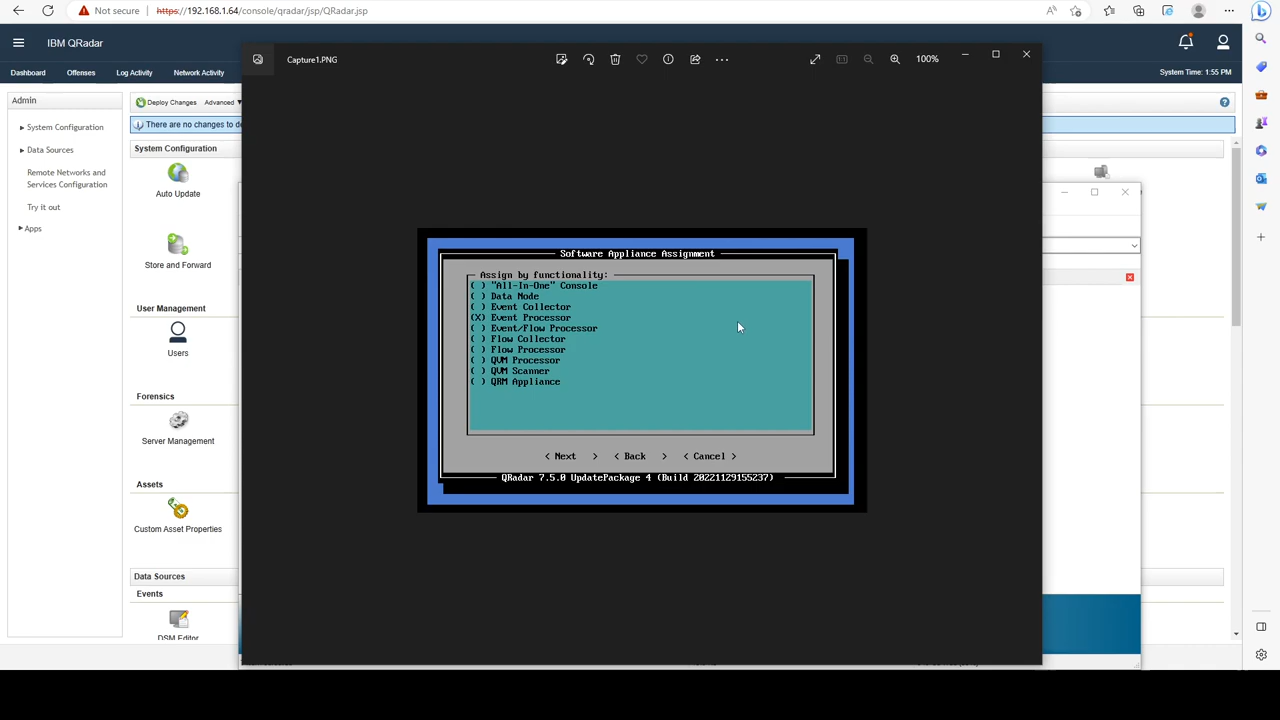 Not secure
https://192.168.1.64/console/qradar/jsp/QRadar.jsp
IBM QRadar
Dashboard
Offenses
Log Activity
Network Activity
System Time: 1:55 PM
Capture1.PNG
100%
Admin
System Configuration
Data Sources
Remote Networks and
Services Configuration
Try it out
Apps
Deploy Changes
Advanced
There are no changes to de
System Configuration
Auto Update
Store and Forward
User Management
Users
Forensics
Server Management
Assets
Custom Asset Properties
Data Sources
Events
DSM Editor
Software Appliance Assignment
Assign by functionality:
( ) "All-In-One" Console
( ) Data Node
( ) Event Collector
(X) Event Processor
( ) Event/Flow Processor
( ) Flow Collector
( ) Flow Processor
( ) QVM Processor
( ) QVM Scanner
( ) QRM Appliance
< Next > < Back > < Cancel >
QRadar 7.5.0 UpdatePackage 4 (Build 20221129155237)